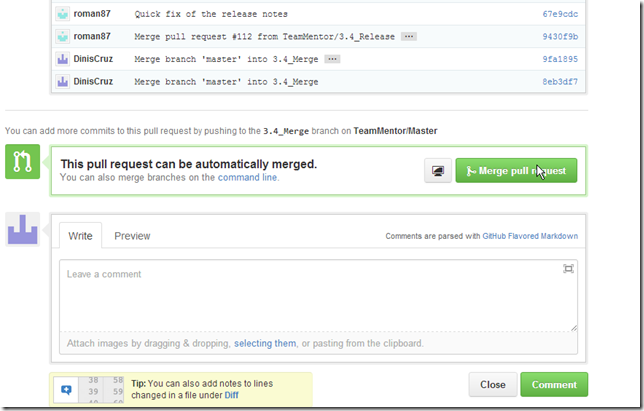 roman87 Quick fix of the release notes 67e9cdc
roman87 Merge pull request #112 from TeamMentor/3.4_Release ... 9430f9b
DinisCruz Merge branch 'master' into 3.4_Merge ... 9fa1895
DinisCruz Merge branch 'master' into 3.4_Merge 8eb3df7
You can add more commits to this pull request by pushing to the 3.4_Merge branch on TeamMentor/Master
This pull request can be automatically merged.
You can also merge branches on the command line.
Merge pull request
Write Preview Comments are parsed with GitHub Flavored Markdown
Leave a comment
Attach images by dragging & dropping, selecting them, or pasting from the clipboard.
38 58
39 59
Tip: You can also add notes to lines
changed in a file under Diff
Close Comment